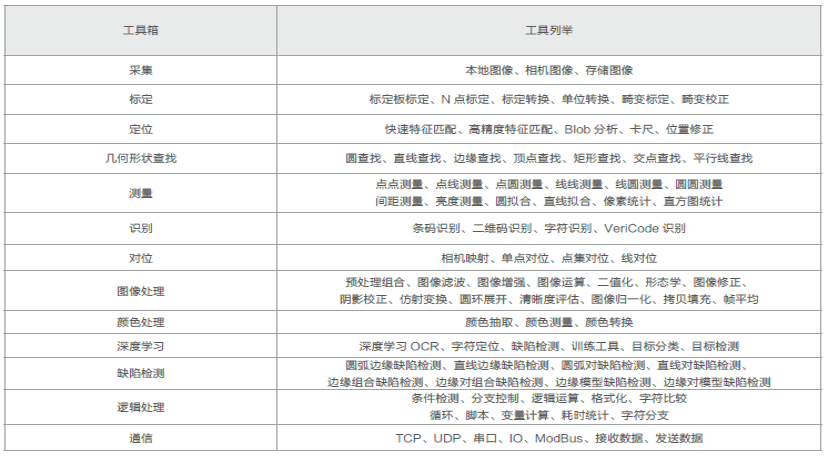 工具箱 工具列举
采集 本地图像、相机图像、存储图像
标定 标定板标定、N 点标定、标定转换、单位转换、畸变标定、畸变校正
定位 快速特征匹配、高精度特征匹配、Blob 分析、卡尺、位置修正
几何形状查找 圆查找、直线查找、边缘查找、顶点查找、矩形查找、交点查找、平行线查找
测量 点点测量、点线测量、点圆测量、线线测量、线圆测量、圆圆测量
间距测量、亮度测量、圆拟合、直线拟合、像素统计、直方图统计
识别 条码识别、二维码识别、字符识别、VeriCode 识别
对位 相机映射、单点对位、点集对位、线对位
图像处理 预处理组合、图像滤波、图像增强、图像运算、二值化、形态学、图像修正、
阴影校正、仿射变换、圆环展开、清晰度评估、图像归一化、拷贝填充、帧平均
颜色处理 颜色抽取、颜色测量、颜色转换
深度学习 深度学习 OCR、字符定位、缺陷检测、训练工具、目标分类、目标检测
缺陷检测 圆弧边缘缺陷检测、直线边缘缺陷检测、圆弧对缺陷检测、直线对缺陷检测、
边缘组合缺陷检测、边缘对组合缺陷检测、边缘模型缺陷检测、边缘对模型缺陷检测
逻辑处理 条件检测、分支控制、逻辑运算、格式化、字符比较
循环、脚本、变量计算、耗时统计、字符分支
通信 TCP、UDP、串口、IO、ModBus、接收数据、发送数据